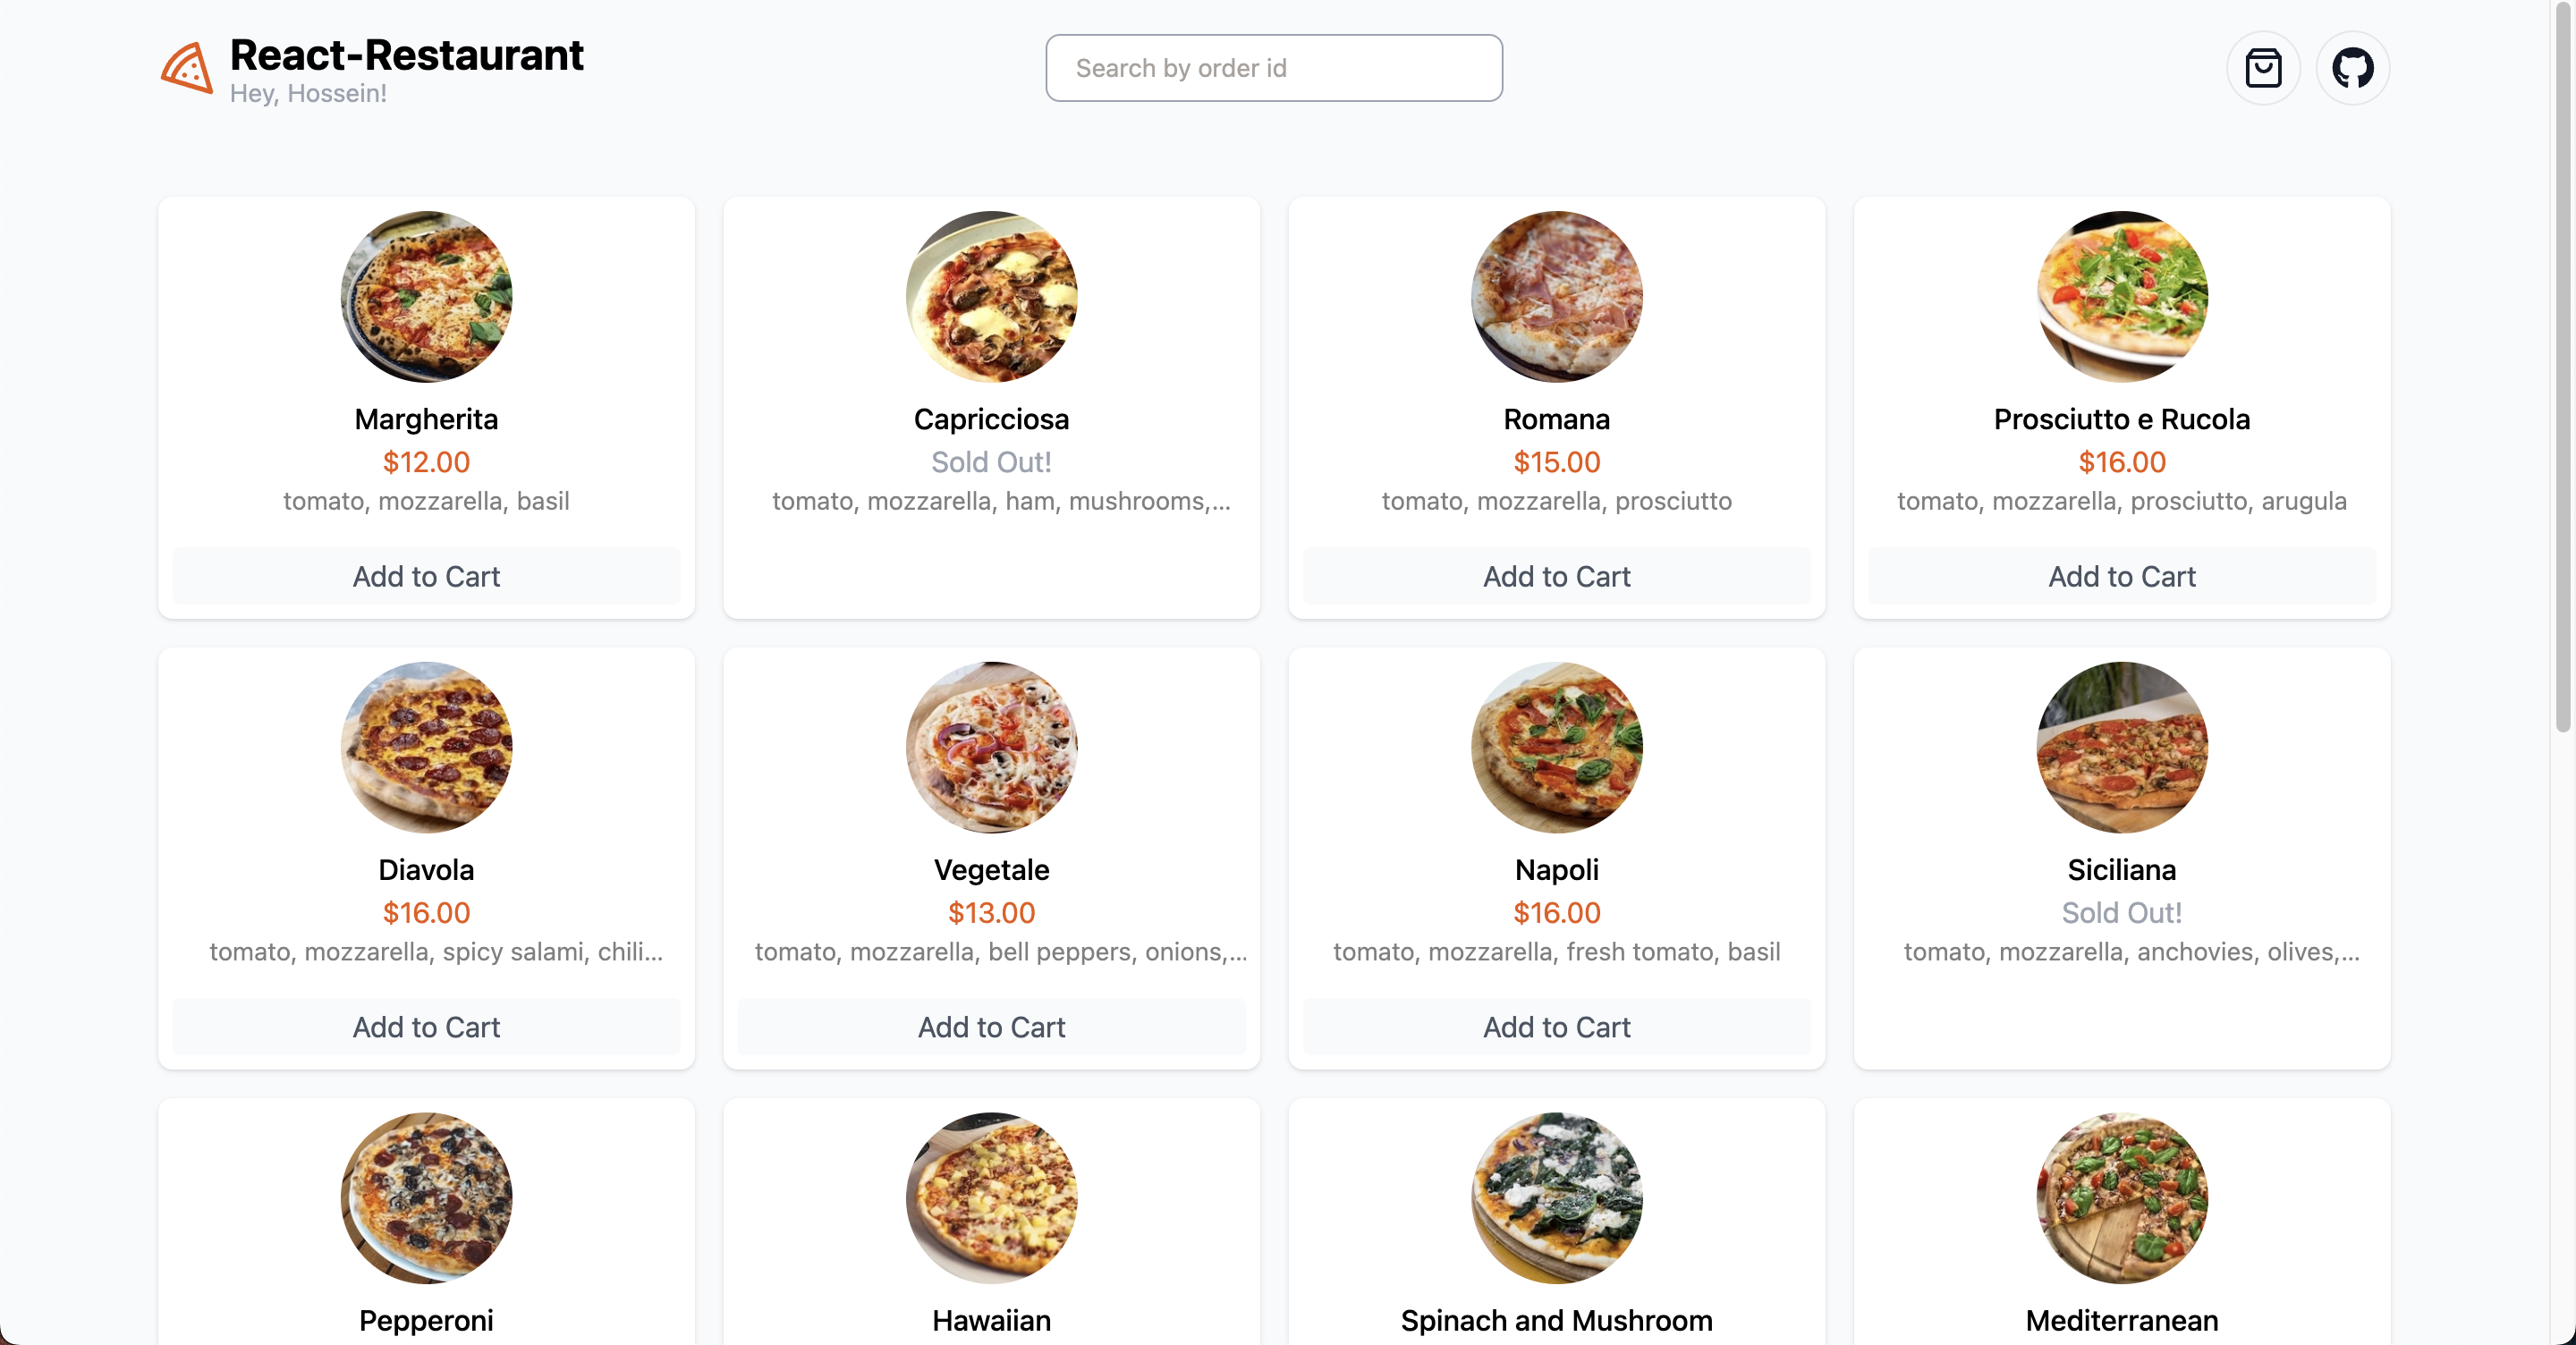 React-Restaurant
Hey, Hossein!
Search by order id
Margherita
$12.00
tomato, mozzarella, basil
Add to Cart
Capricciosa
Sold Out!
tomato, mozzarella, ham, mushrooms,...
Romana
$15.00
tomato, mozzarella, prosciutto
Add to Cart
Prosciutto e Rucola
$16.00
tomato, mozzarella, prosciutto, arugula
Add to Cart
Diavola
$16.00
tomato, mozzarella, spicy salami, chili...
Add to Cart
Vegetale
$13.00
tomato, mozzarella, bell peppers, onions,...
Add to Cart
Napoli
$16.00
tomato, mozzarella, fresh tomato, basil
Add to Cart
Siciliana
Sold Out!
tomato, mozzarella, anchovies, olives,...
Pepperoni
Hawaiian
Spinach and Mushroom
Mediterranean